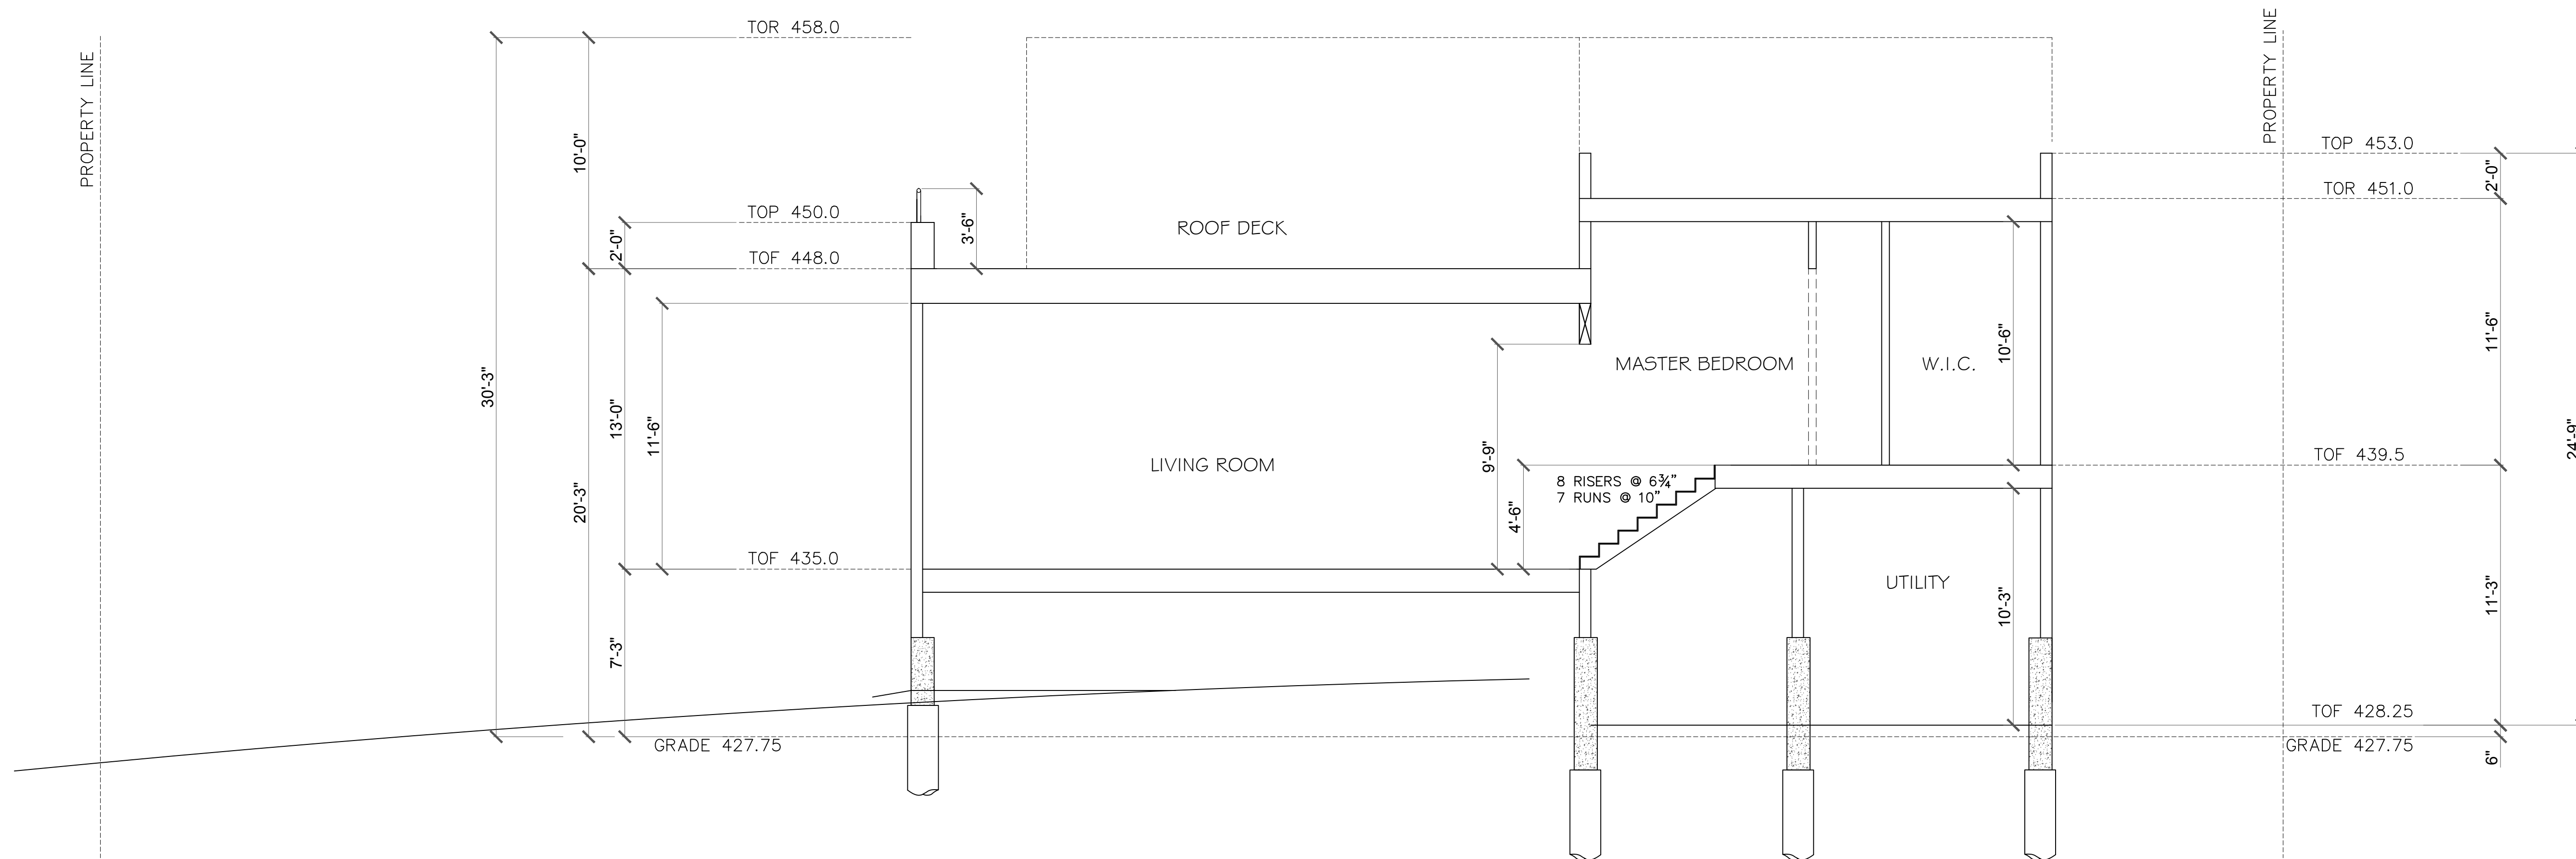 PROPERTY LINE
TOR 458.0
PROPERTY LINE
10'-0"
TOP 453.0
2'-0"
TOR 451.0
TOP 450.0
3'-6"
ROOF DECK
2'-0"
TOF 448.0
30'-3"
13'-0"
11'-6"
20'-3"
LIVING ROOM
9'-9"
MASTER BEDROOM
W.I.C.
10'-6"
11'-6"
24'-9"
TOF 439.5
8 RISERS @ 6¾"
7 RUNS @ 10"
4'-6"
TOF 435.0
UTILITY
10'-3"
11'-3"
7'-3"
TOF 428.25
GRADE 427.75
GRADE 427.75
6"